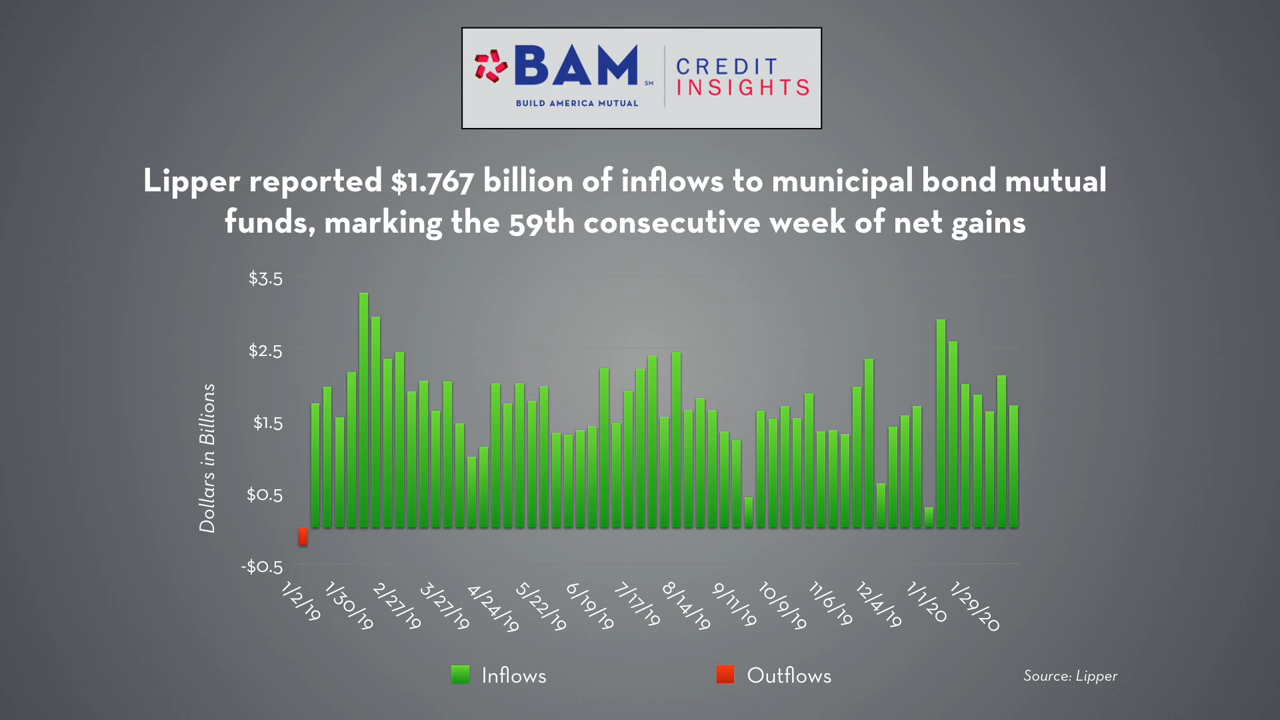 BAM SM
BUILD AMERICA MUTUAL
CREDIT
INSIGHTS
Lipper reported $1.767 billion of inflows to municipal bond mutual
funds, marking the 59th consecutive week of net gains
Dollars in Billions
$3.5
$2.5
$1.5
$0.5
-$0.5
1/2/19
1/30/19
2/27/19
3/27/19
4/24/19
5/22/19
6/19/19
7/17/19
8/14/19
9/11/19
10/9/19
11/6/19
12/4/19
1/1/20
1/29/20
Inflows
Outflows
Source: Lipper